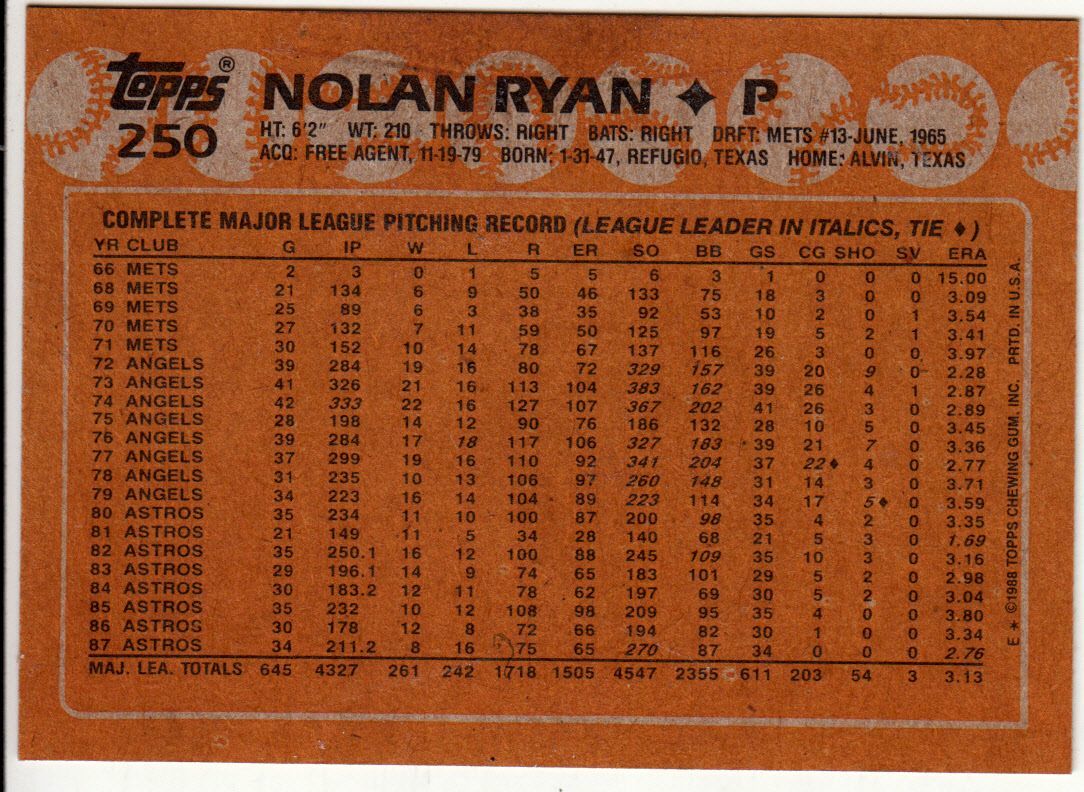 topps® NOLAN RYAN ♦ P
250 HT: 6'2" WT: 210 THROWS: RIGHT BATS: RIGHT DRFT: METS #13-JUNE, 1965
ACQ: FREE AGENT, 11-19-79 BORN: 1-31-47, REFUGIO, TEXAS HOME: ALVIN, TEXAS
COMPLETE MAJOR LEAGUE PITCHING RECORD (LEAGUE LEADER IN ITALICS, TIE ♦)
YR CLUB G IP W L R ER SO BB GS CG SHO SV ERA
66 METS 2 3 0 1 5 5 6 3 1 0 0 0 15.00
68 METS 21 134 6 9 50 46 133 75 18 3 0 0 3.09
69 METS 25 89 6 3 38 35 92 53 10 2 0 1 3.54
70 METS 27 132 7 11 59 50 125 97 19 5 2 1 3.41
71 METS 30 152 10 14 78 67 137 116 26 3 0 0 3.97
72 ANGELS 39 284 19 16 80 72 329 157 39 20 9 0 2.28
73 ANGELS 41 326 21 16 113 104 383 162 39 26 4 1 2.87
74 ANGELS 42 333 22 16 127 107 367 202 41 26 3 0 2.89
75 ANGELS 28 198 14 12 90 76 186 132 28 10 5 0 3.45
76 ANGELS 39 284 17 18 117 106 327 183 39 21 7 0 3.36
77 ANGELS 37 299 19 16 110 92 341 204 37 22♦ 4 0 2.77
78 ANGELS 31 235 10 13 106 97 260 148 31 14 3 0 3.71
79 ANGELS 34 223 16 14 104 89 223 114 34 17 5♦ 0 3.59
80 ASTROS 35 234 11 10 100 87 200 98 35 4 2 0 3.35
81 ASTROS 21 149 11 5 34 28 140 68 21 5 3 0 1.69
82 ASTROS 35 250.1 16 12 100 88 245 109 35 10 3 0 3.16
83 ASTROS 29 196.1 14 9 74 65 183 101 29 5 2 0 2.98
84 ASTROS 30 183.2 12 11 78 62 197 69 30 5 2 0 3.04
85 ASTROS 35 232 10 12 108 98 209 95 35 4 0 0 3.80
86 ASTROS 30 178 12 8 72 66 194 82 30 1 0 0 3.34
87 ASTROS 34 211.2 8 16 75 65 270 87 34 0 0 0 2.76
MAJ. LEA. TOTALS 645 4327 261 242 1718 1505 4547 2355 611 203 54 3 3.13
E * ©1988 TOPPS CHEWING GUM, INC. PRTD. IN U.S.A.